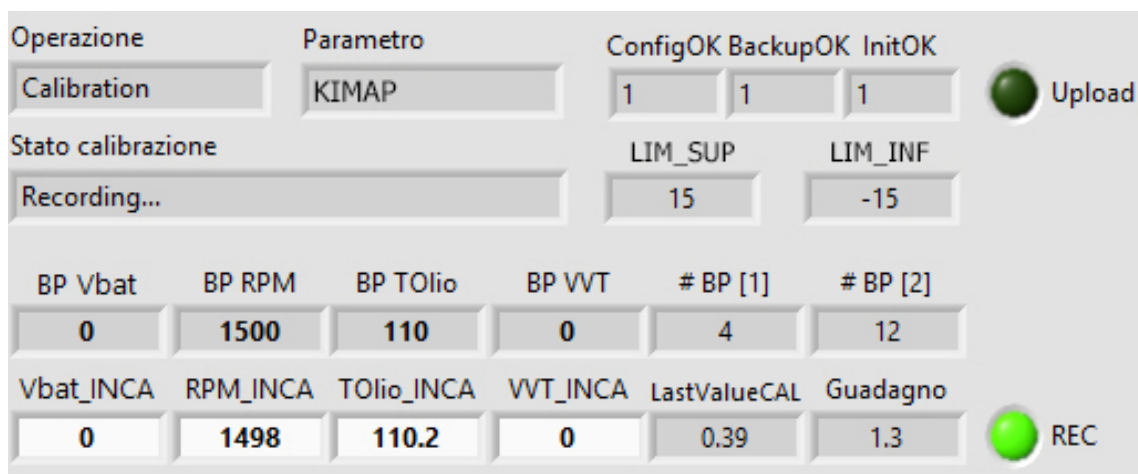 Operazione Parametro ConfigOK BackupOK InitOK
Calibration KIMAP 1 1 1 Upload
Stato calibrazione LIM_SUP LIM_INF
Recording... 15 -15
BP Vbat BP RPM BP TOlio BP VVT # BP [1] # BP [2]
0 1500 110 0 4 12
Vbat_INCA RPM_INCA TOlio_INCA VVT_INCA LastValueCAL Guadagno
0 1498 110.2 0 0.39 1.3 REC